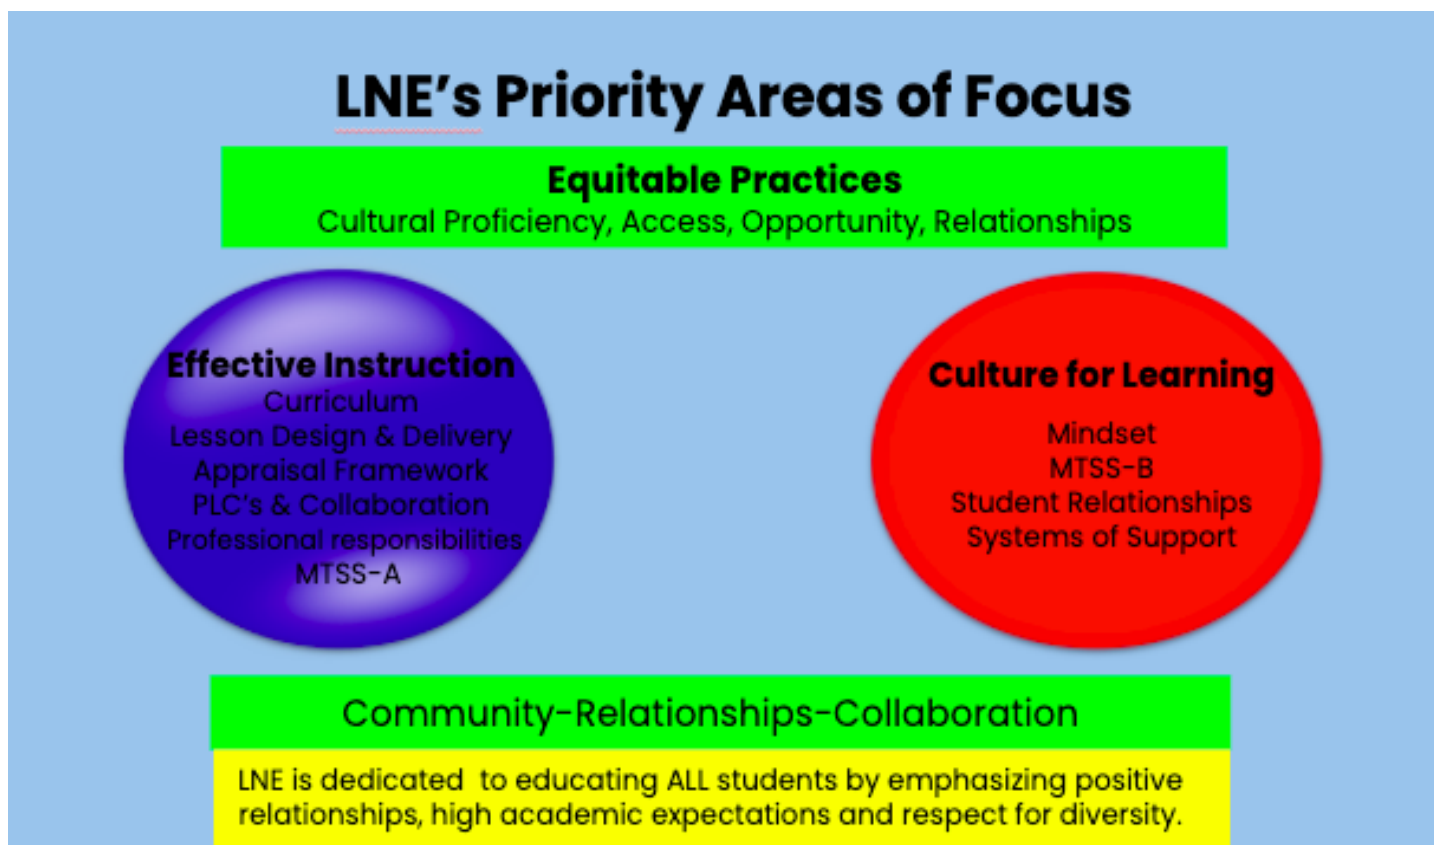 LNE’s Priority Areas of Focus
Equitable Practices
Cultural Proficiency, Access, Opportunity, Relationships
Effective Instruction
Curriculum
Lesson Design & Delivery
Appraisal Framework
PLC’s & Collaboration
Professional responsibilities
MTSS-A
Culture for Learning
Mindset
MTSS-B
Student Relationships
Systems of Support
Community-Relationships-Collaboration
LNE is dedicated  to educating ALL students by emphasizing positive
relationships, high academic expectations and respect for diversity.